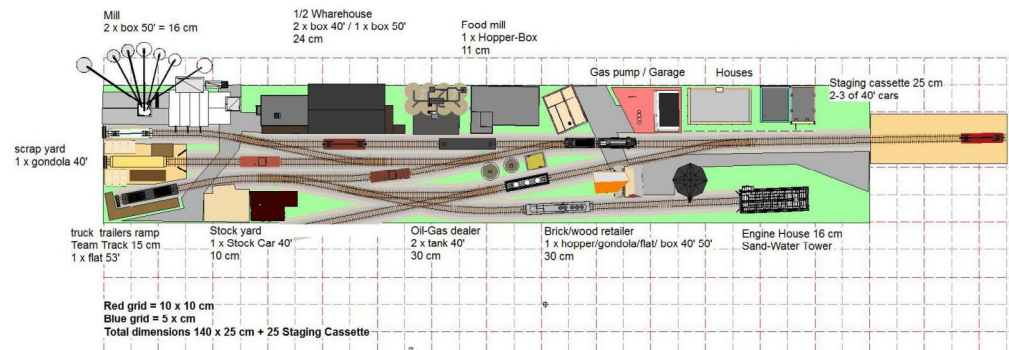 Mill
2 x box 50' = 16 cm
1/2 Wharehouse
2 x box 40' / 1 x box 50'
24 cm
Food mill
1 x Hopper-Box
11 cm
Gas pump / Garage
Houses
Staging cassette 25 cm
2-3 of 40' cars
scrap yard
1 x gondola 40'
truck trailers ramp
Team Track 15 cm
1 x flat 53'
Stock yard
1 x Stock Car 40'
10 cm
Oil-Gas dealer
2 x tank 40'
30 cm
Brick/wood retailer
1 x hopper/gondola/flat/ box 40' 50'
30 cm
Engine House 16 cm
Sand-Water Tower
Red grid = 10 x 10 cm
Blue grid = 5 x cm
Total dimensions 140 x 25 cm + 25 Staging Cassette